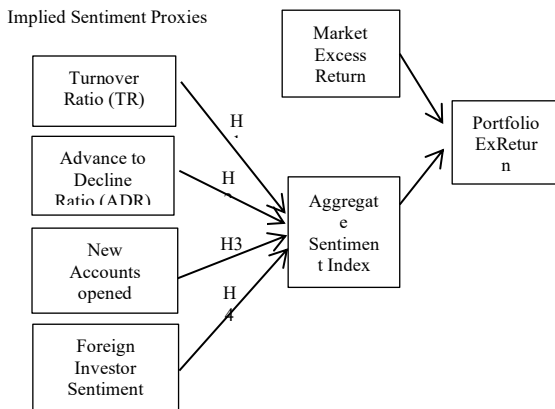 Implied Sentiment Proxies
Turnover
Ratio (TR)
Advance to
Decline
Ratio (ADR)
New
Accounts
opened
Foreign
Investor
Sentiment
H
H
H3
H
4
Market
Excess
Return
Aggregat
e
Sentimen
t Index
Portfolio
ExRetur
n